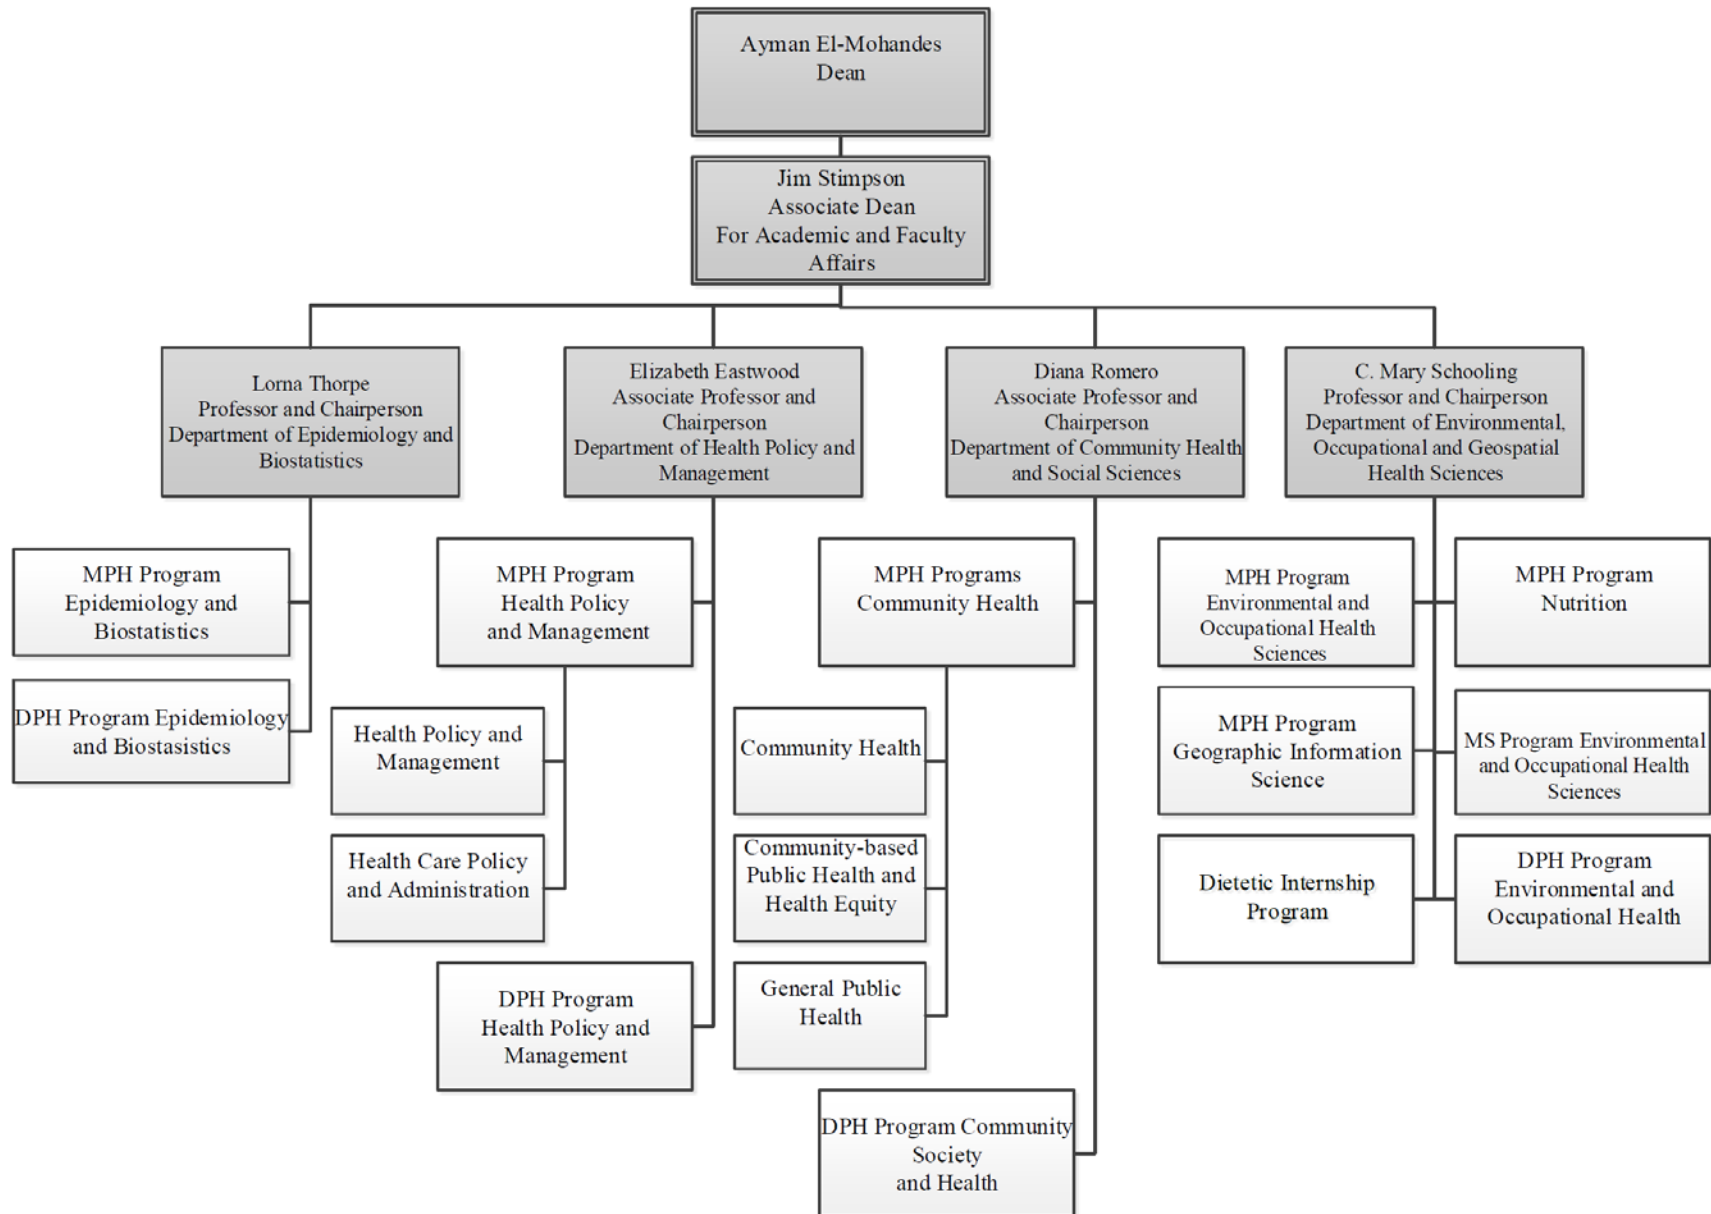 Ayman El-Mohandes
Dean
Jim Stimpson
Associate Dean
For Academic and Faculty
Affairs
Lorna Thorpe
Professor and Chairperson
Department of Epidemiology and
Biostatistics
Elizabeth Eastwood
Associate Professor and
Chairperson
Department of Health Policy and
Management
Diana Romero
Associate Professor and
Chairperson
Department of Community Health
and Social Sciences
C. Mary Schooling
Professor and Chairperson
Department of Environmental,
Occupational and Geospatial
Health Sciences
MPH Program
Epidemiology and
Biostatistics
DPH Program Epidemiology
and Biostasistics
MPH Program
Health Policy
and Management
Health Policy and
Management
Health Care Policy
and Administration
DPH Program
Health Policy and
Management
MPH Programs
Community Health
Community Health
Community-based
Public Health and
Health Equity
General Public
Health
DPH Program Community
Society
and Health
MPH Program
Environmental and
Occupational Health
Sciences
MPH Program
Nutrition
MPH Program
Geographic Information
Science
MS Program Environmental
and Occupational Health
Sciences
Dietetic Internship
Program
DPH Program
Environmental and
Occupational Health